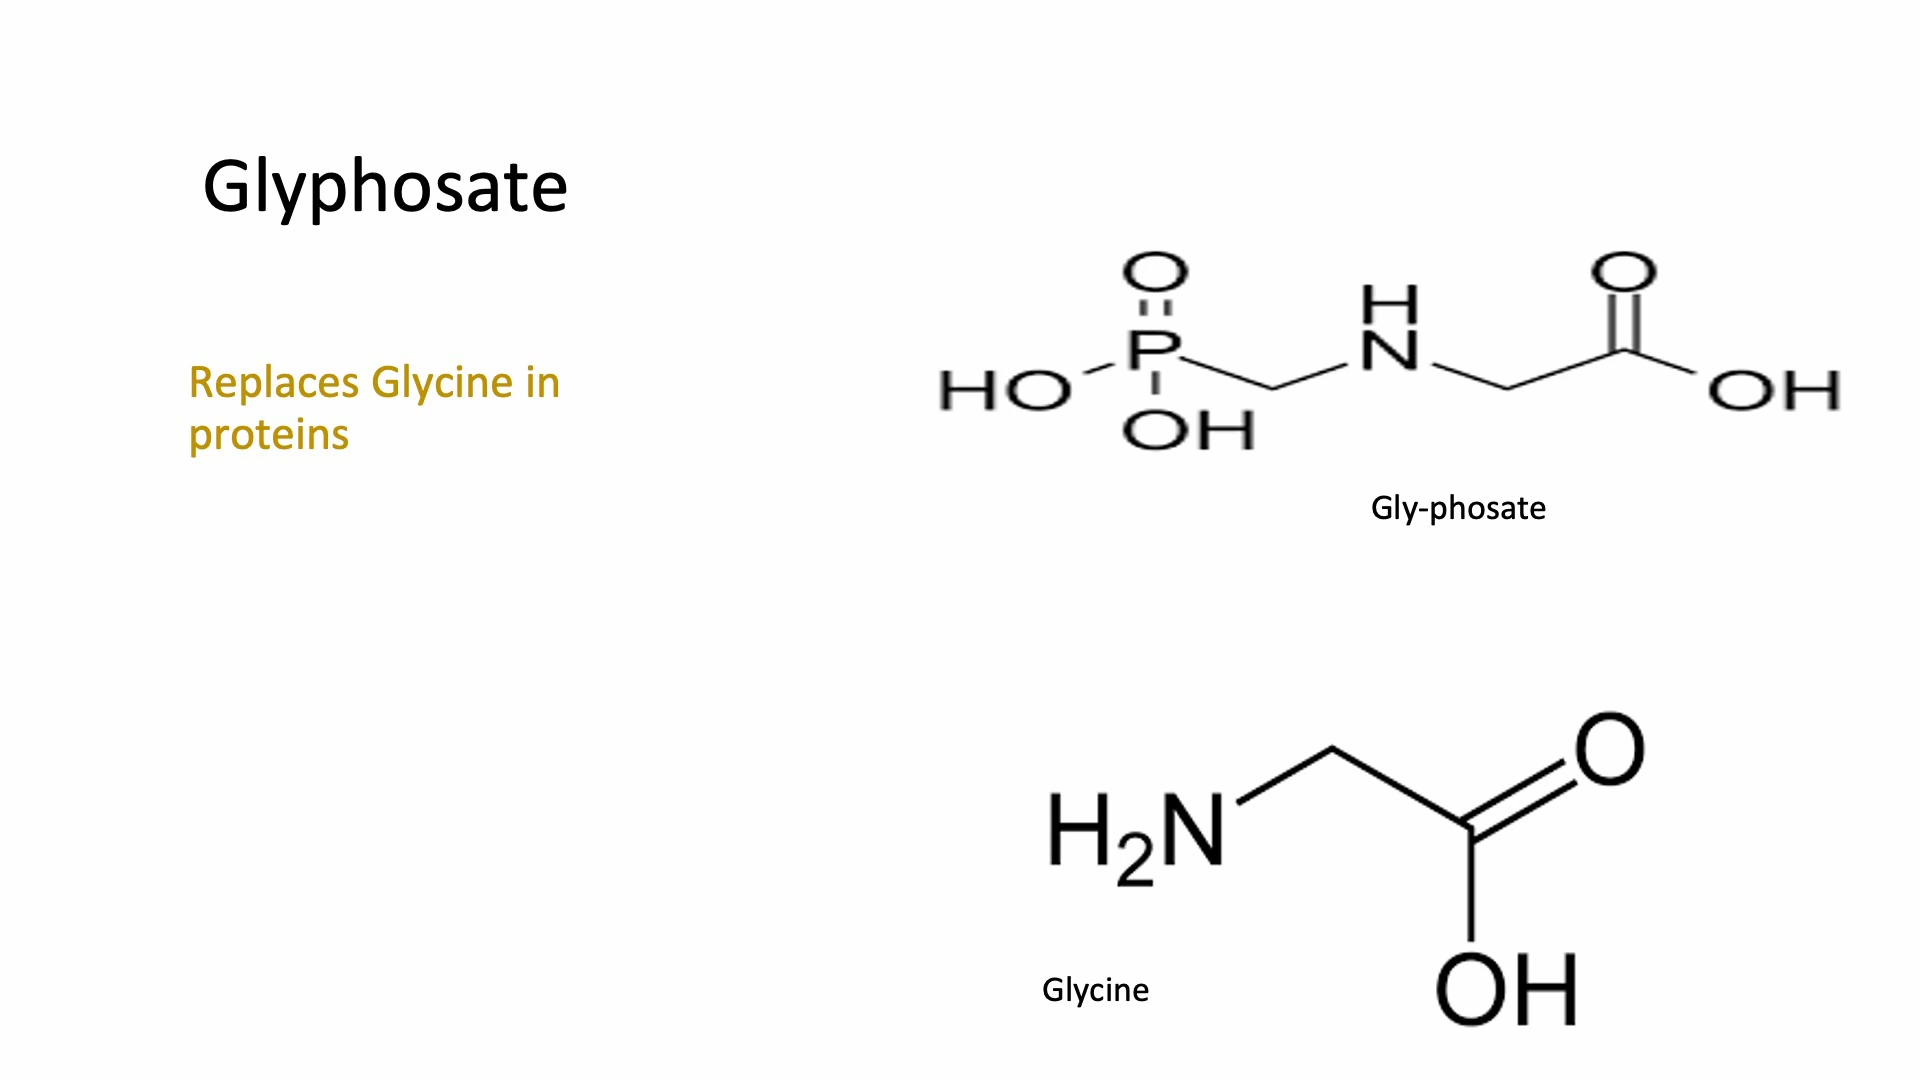 Glyphosate
Replaces Glycine in
proteins
O
H
P
N
O
HO
OH
OH
Gly-phosate
O
H₂N
OH
Glycine